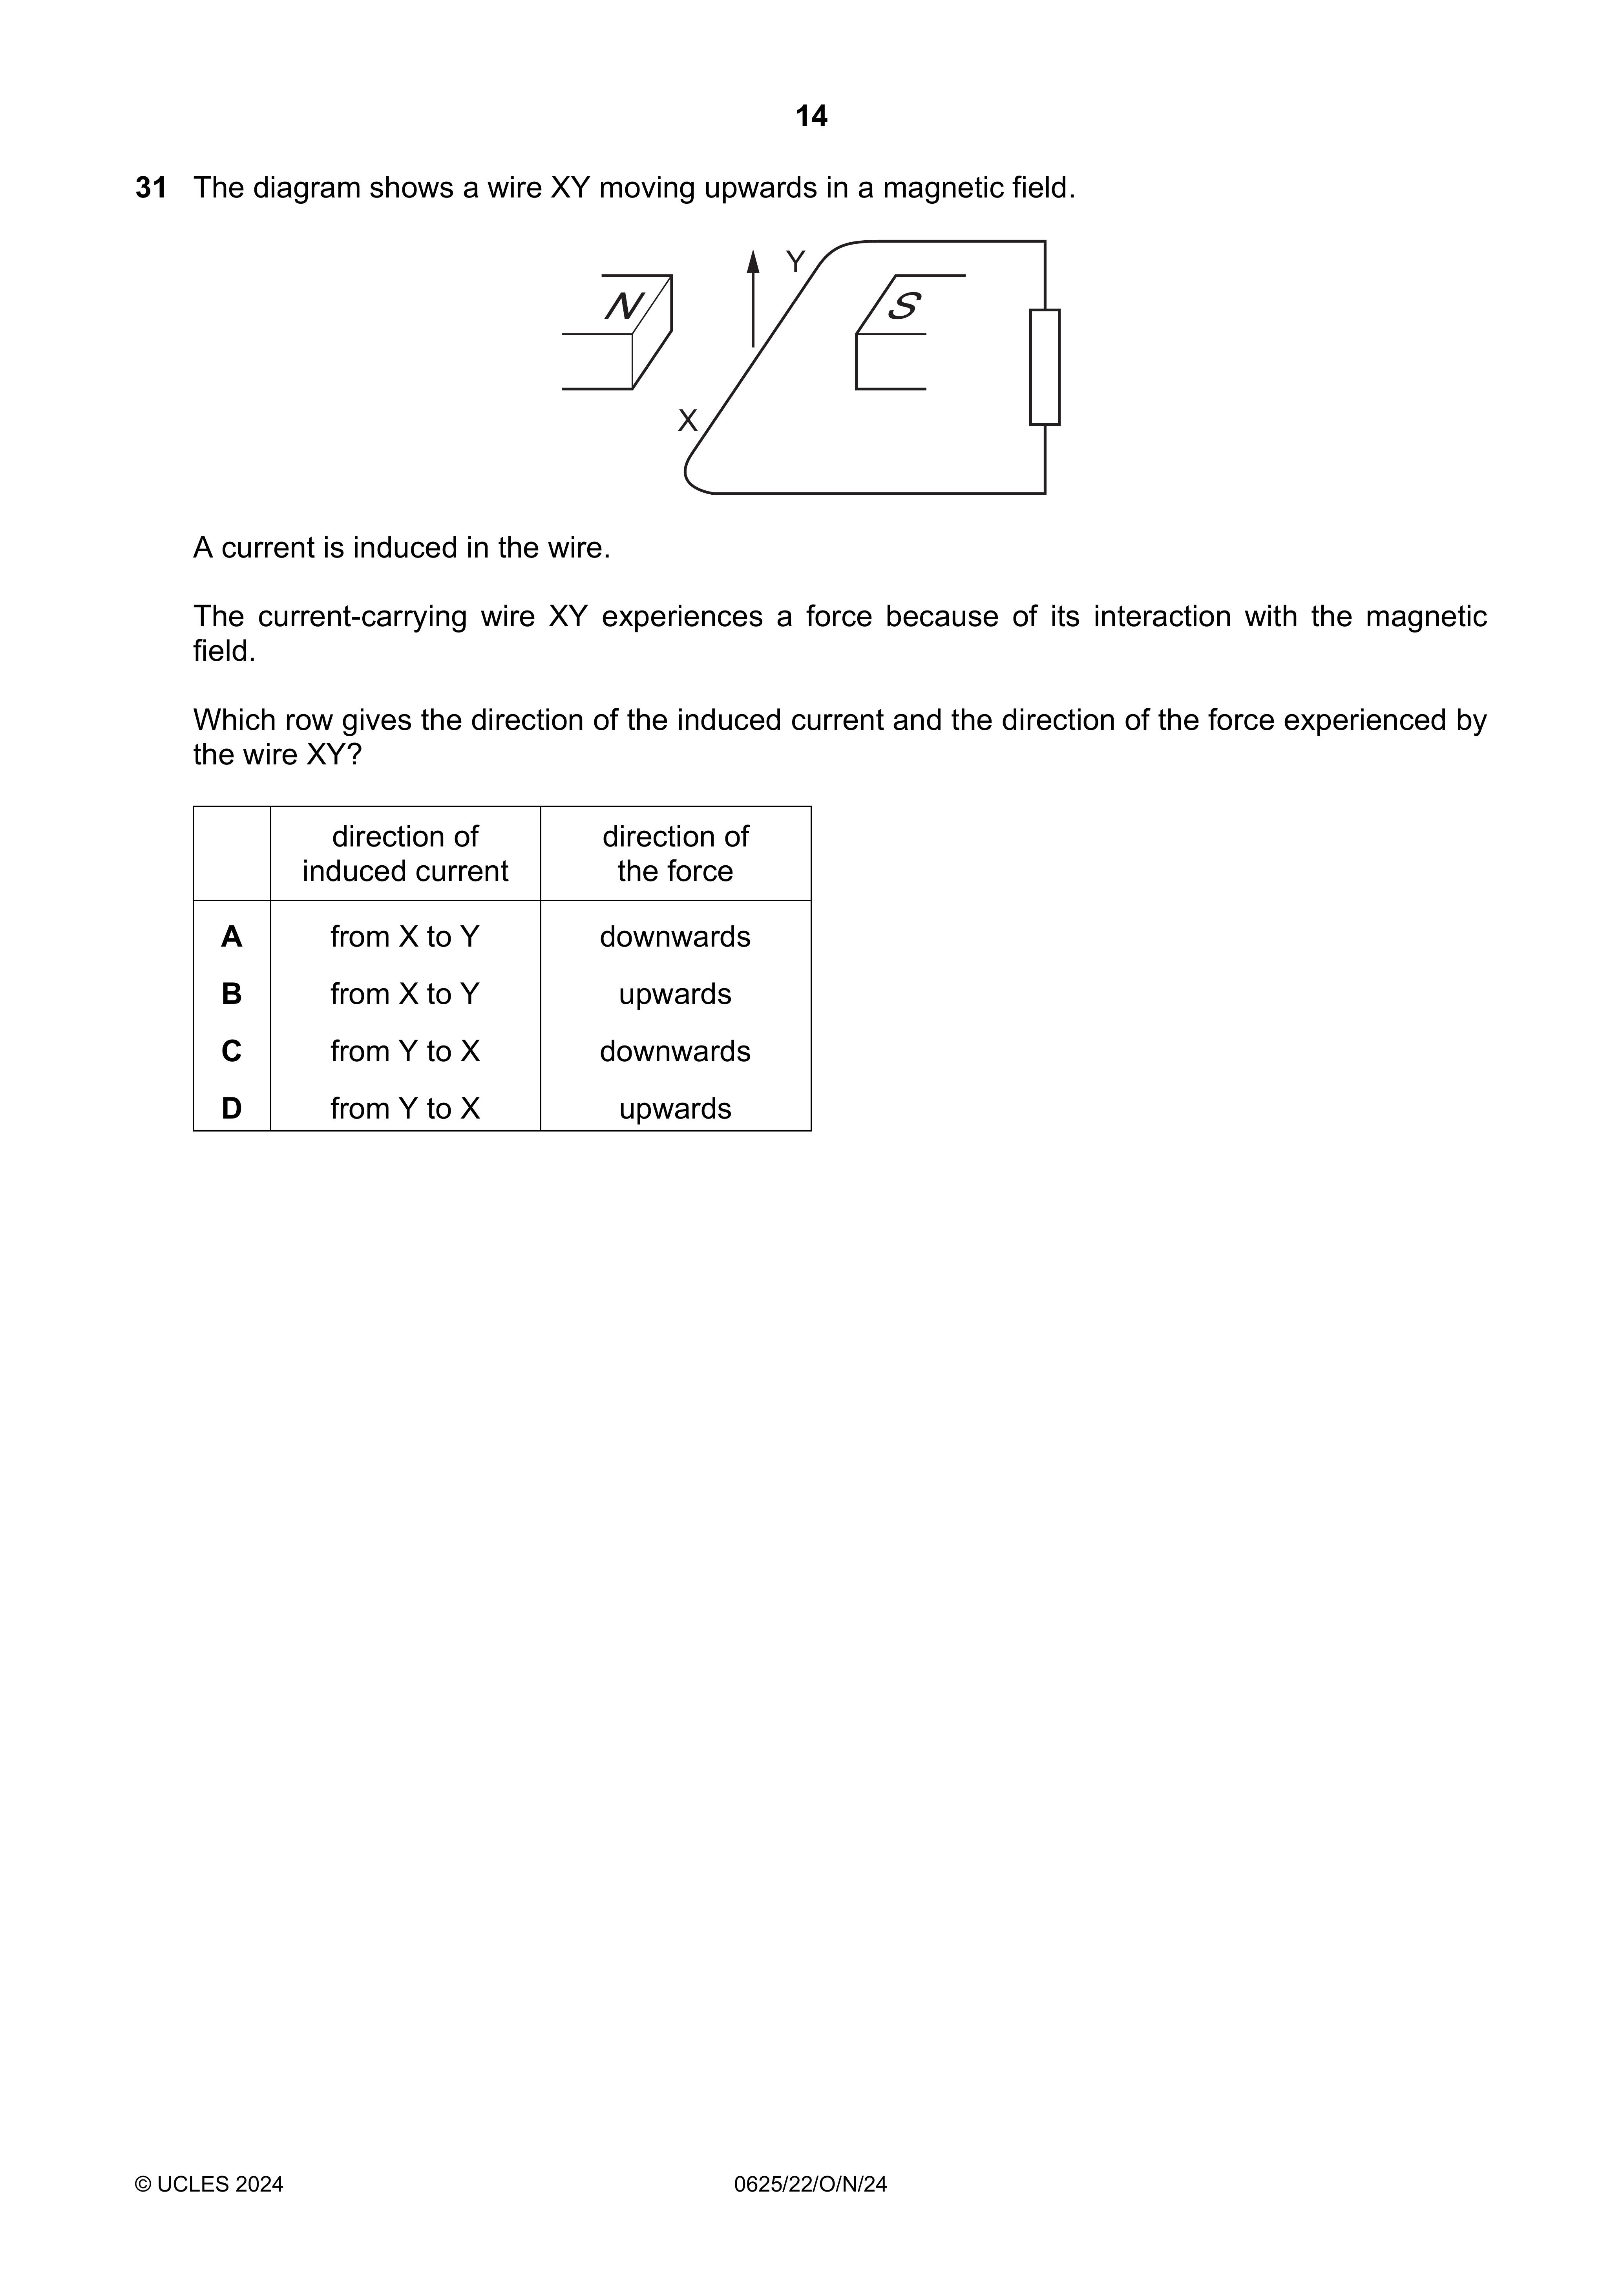 14
31 The diagram shows a wire XY moving upwards in a magnetic field.
N
Y
S
X
A current is induced in the wire.
The current-carrying wire XY experiences a force because of its interaction with the magnetic
field.
Which row gives the direction of the induced current and the direction of the force experienced by
the wire XY?
direction of induced current
direction of the force
A from X to Y downwards
B from X to Y upwards
C from Y to X downwards
D from Y to X upwards
© UCLES 2024 0625/22/O/N/24